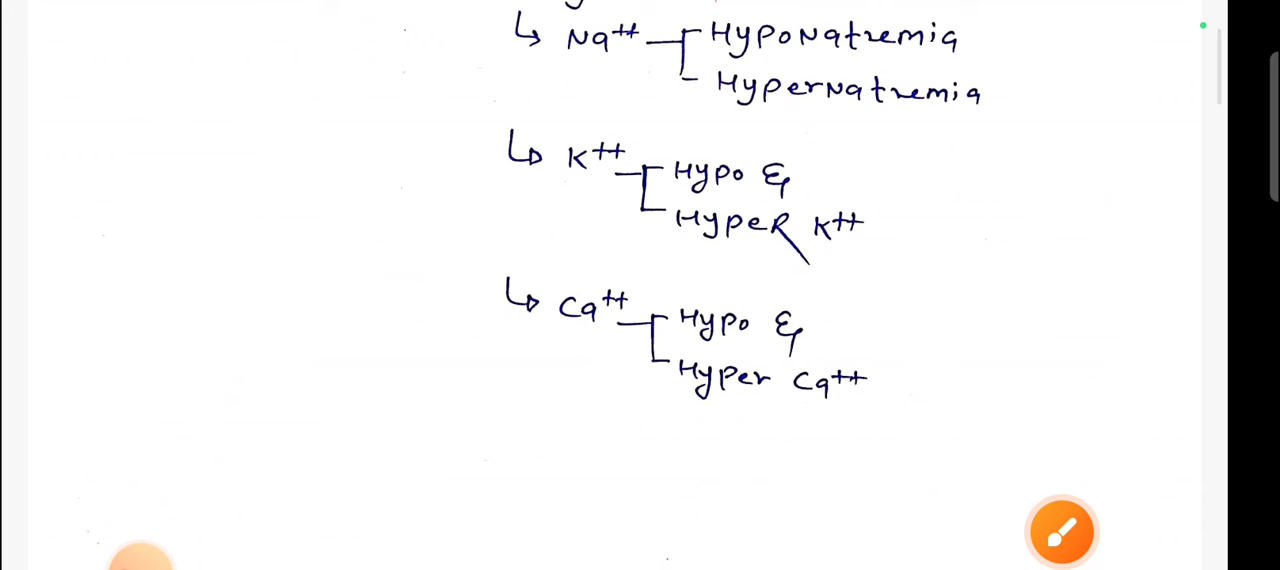 ↳ Na++ HypoNatremia
HyperNatremia
↳ K++ Hypo &
HypeR K++
↳ Ca++ Hypo &
Hyper Ca++